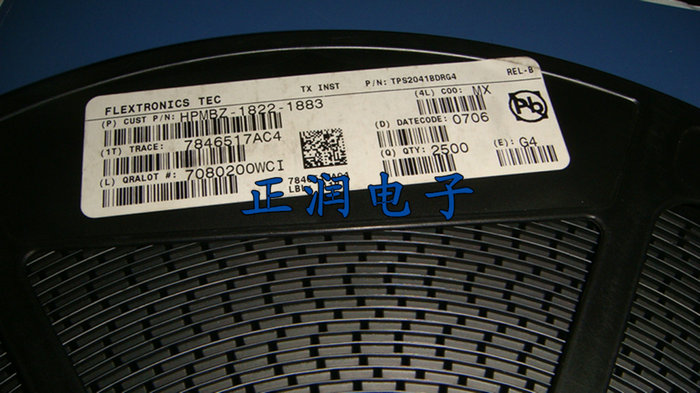 FLEXTRONICS TEC TX INST P/N: TPS2041BDRG4 REL-B
(P) CUST P/N: HPMBZ-1822-1883 (4L) COO: MX
(1T) TRACE: 7846517AC4 (D) DATECODE: 0706
(L) QRALOT #: 7080200WCI (Q) QTY: 2500 (E): G4
Pb
正润电子